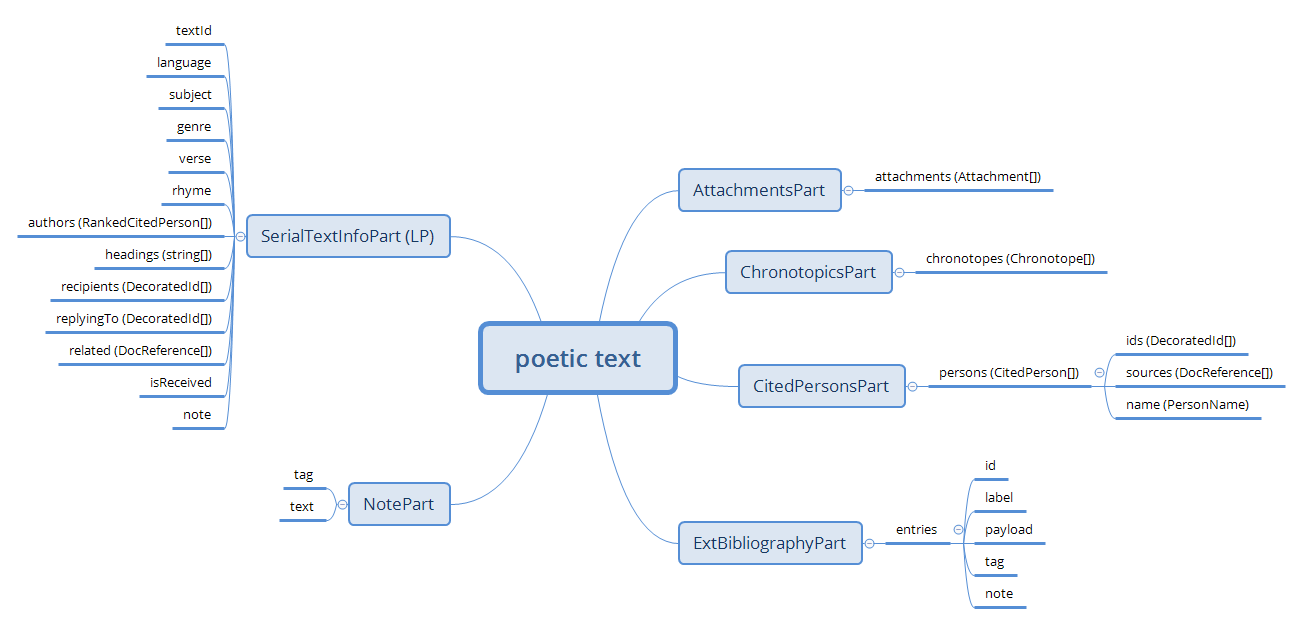 poetic text
SerialTextInfoPart (LP)
textId
language
subject
genre
verse
rhyme
authors (RankedCitedPerson[])
headings (string[])
recipients (DecoratedId[])
replyingTo (DecoratedId[])
related (DocReference[])
isReceived
note
NotePart
tag
text
AttachmentsPart
attachments (Attachment[])
ChronotopicsPart
chronotopes (Chronotope[])
CitedPersonsPart
persons (CitedPerson[])
ids (DecoratedId[])
sources (DocReference[])
name (PersonName)
ExtBibliographyPart
entries
id
label
payload
tag
note